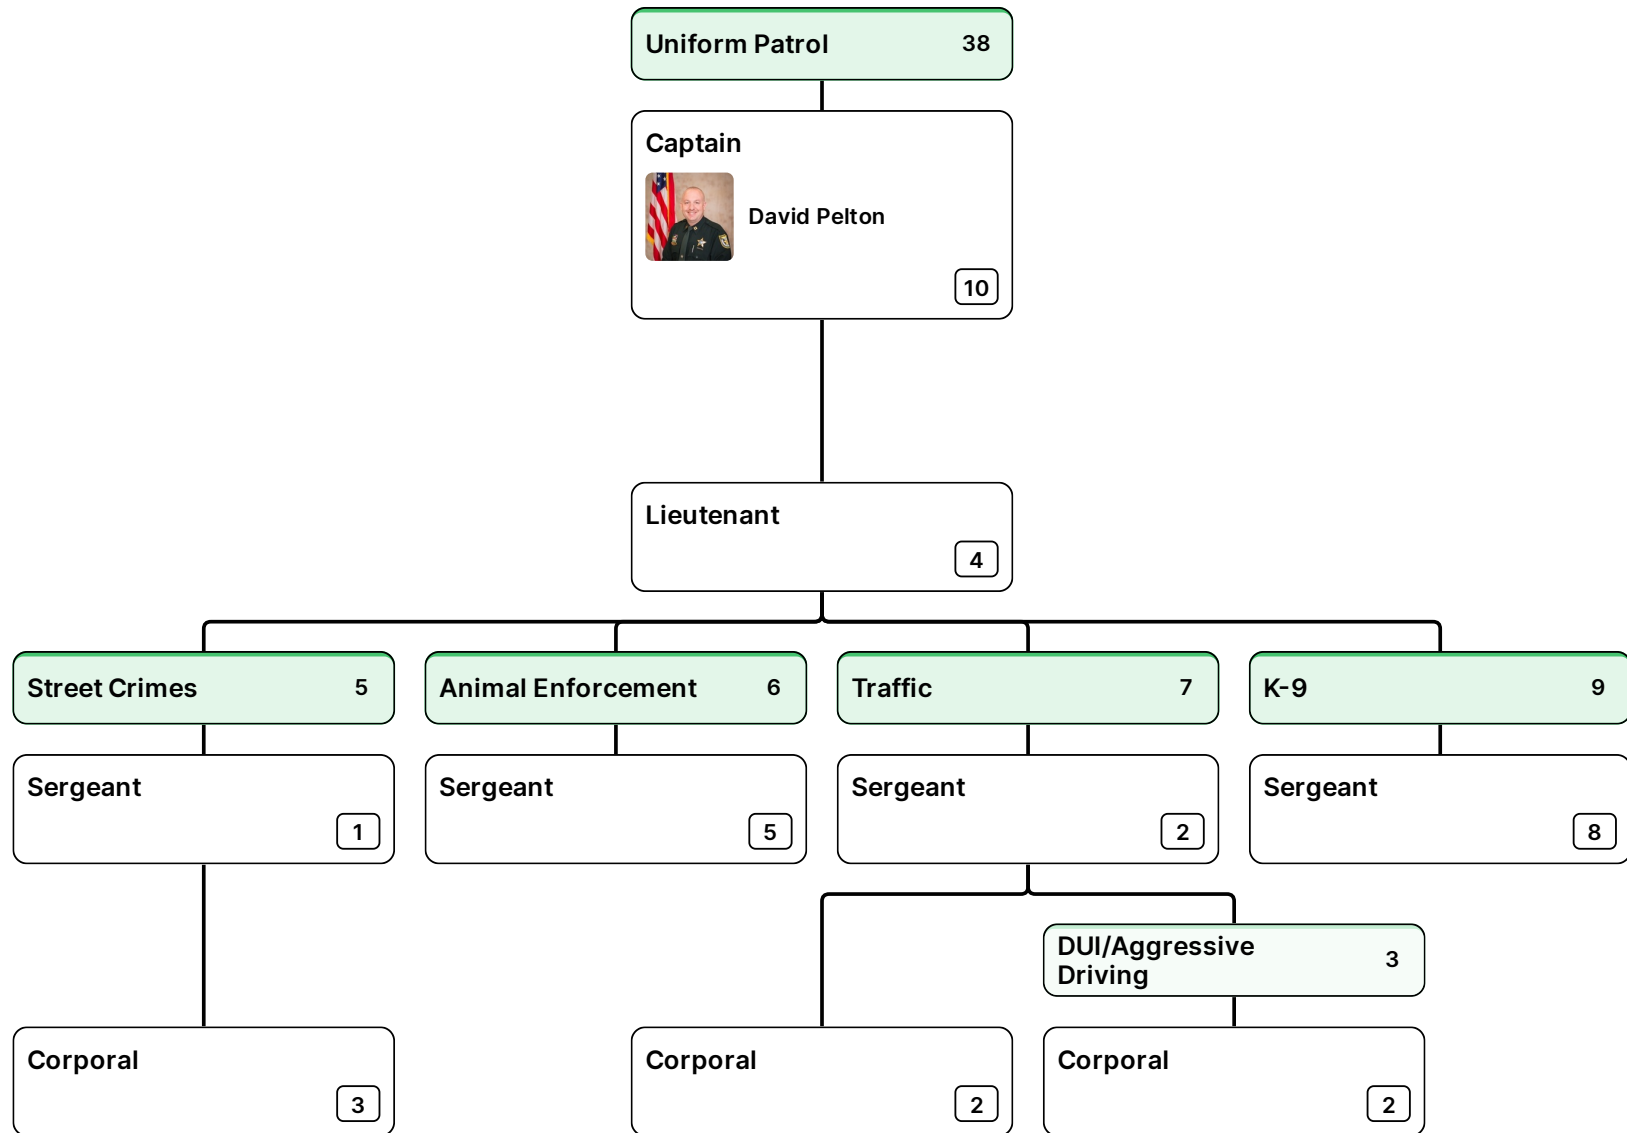 Uniform Patrol 38
Captain
David Pelton
10
Lieutenant
4
Street Crimes 5
Animal Enforcement 6
Traffic 7
K-9 9
Sergeant
1
Sergeant
5
Sergeant
2
Sergeant
8
DUI/Aggressive
Driving
3
Corporal
3
Corporal
2
Corporal
2